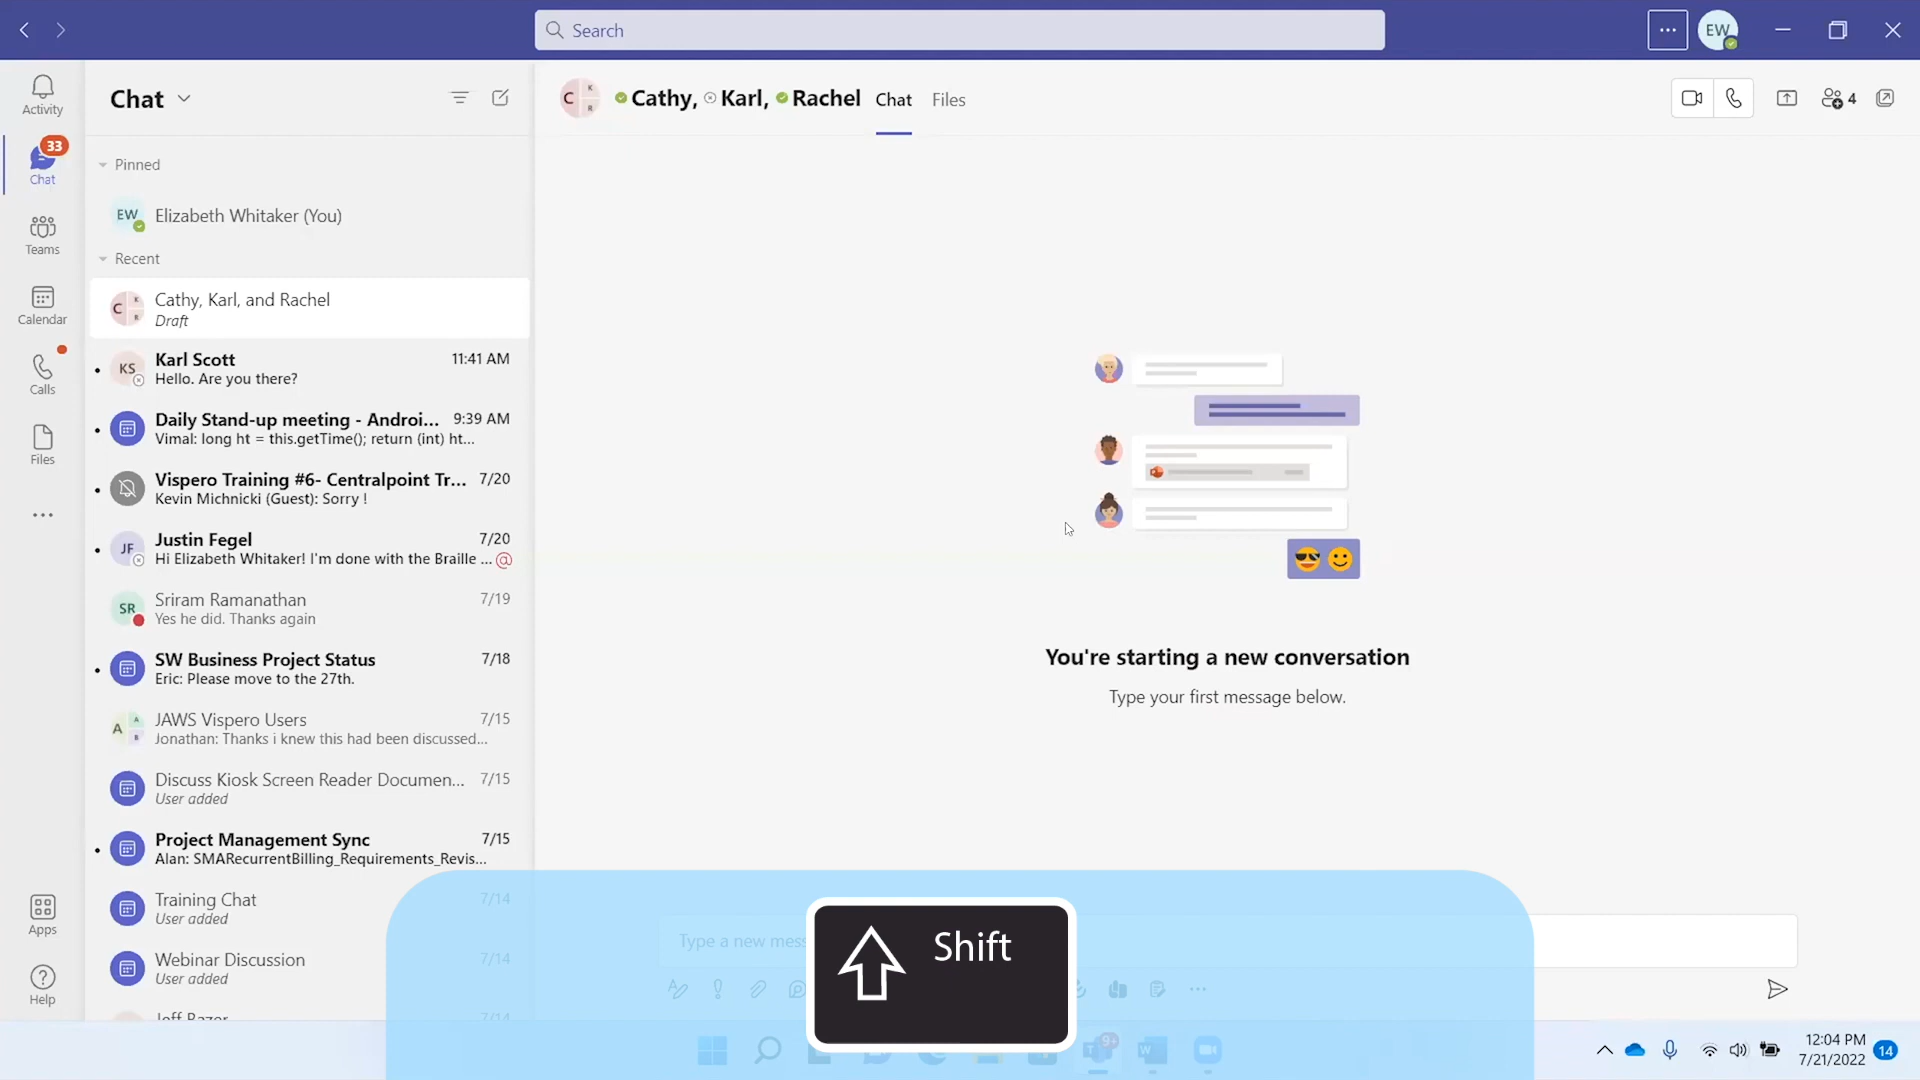 Search
EW
Activity
33
Chat
Teams
Calendar
Calls
Files
Apps
Help
Chat
Pinned
EW
Elizabeth Whitaker (You)
Recent
C K R
Cathy, Karl, and Rachel
Draft
KS
Karl Scott 11:41 AM
Hello. Are you there?
Daily Stand-up meeting - Androi... 9:39 AM
Vimal: long ht = this.getTime(); return (int) ht...
Vispero Training #6- Centralpoint Tr... 7/20
Kevin Michnicki (Guest): Sorry !
JF
Justin Fegel 7/20
Hi Elizabeth Whitaker! I'm done with the Braille ... @
SR
Sriram Ramanathan 7/19
Yes he did. Thanks again
SW Business Project Status 7/18
Eric: Please move to the 27th.
A A B
JAWS Vispero Users 7/15
Jonathan: Thanks i knew this had been discussed...
Discuss Kiosk Screen Reader Documen... 7/15
User added
Project Management Sync 7/15
Alan: SMARecurrentBilling_Requirements_Revis...
Training Chat 7/14
User added
Webinar Discussion 7/14
User added
7/14
C K R
Cathy, Karl, Rachel Chat Files
4
You're starting a new conversation
Type your first message below.
Type a new mess
Shift
9+
12:04 PM
7/21/2022
14